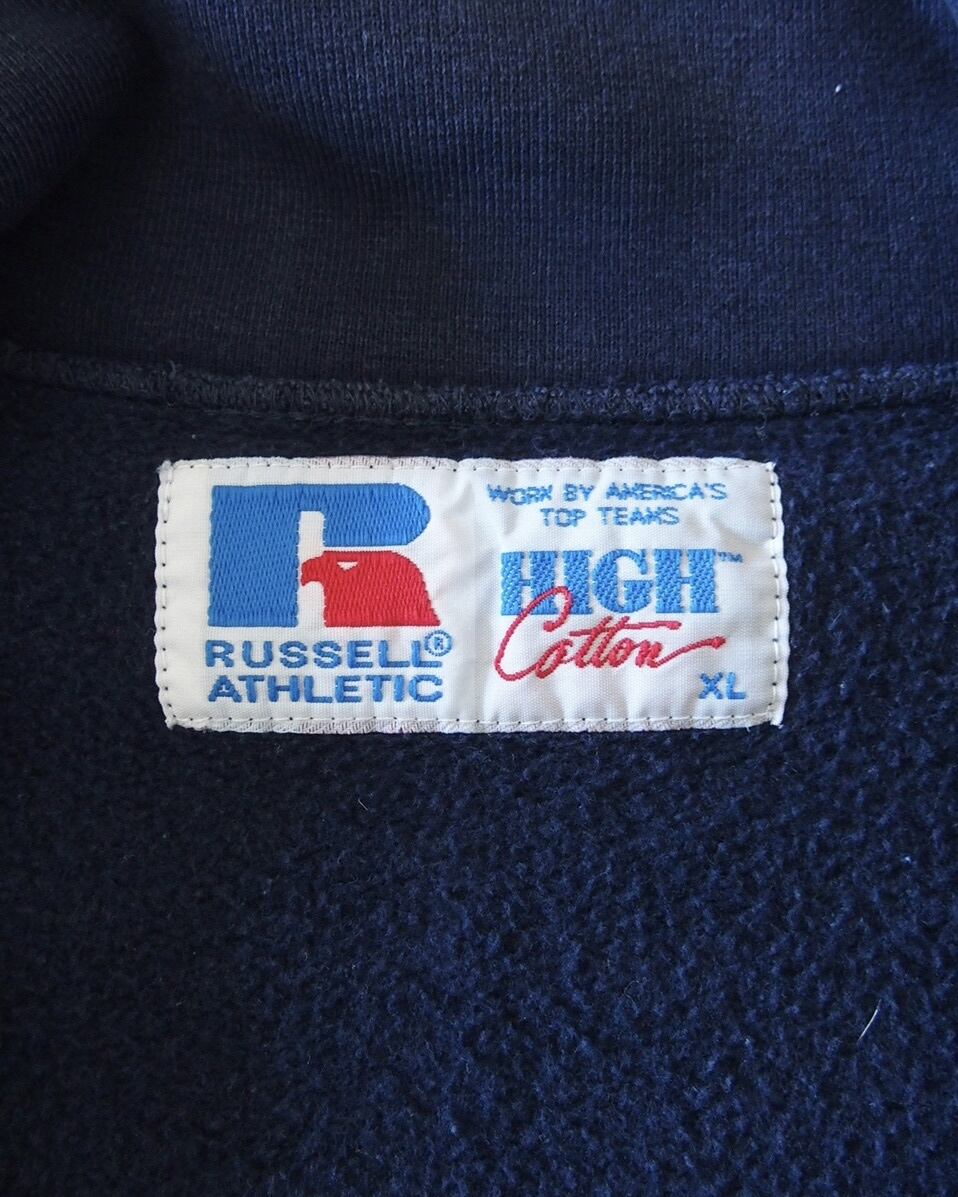 R
RUSSELL®
ATHLETIC
WORN BY AMERICA'S
TOP TEAMS
HIGH™
Cotton
XL